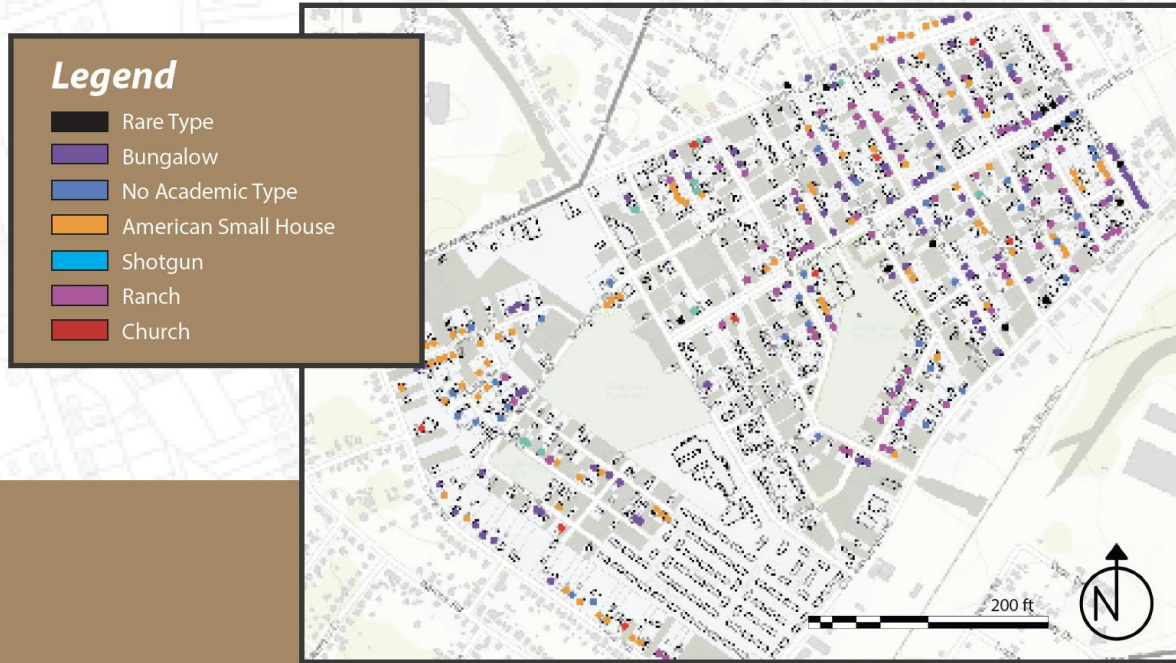 Legend
Rare Type
Bungalow
No Academic Type
American Small House
Shotgun
Ranch
Church
200 ft
N